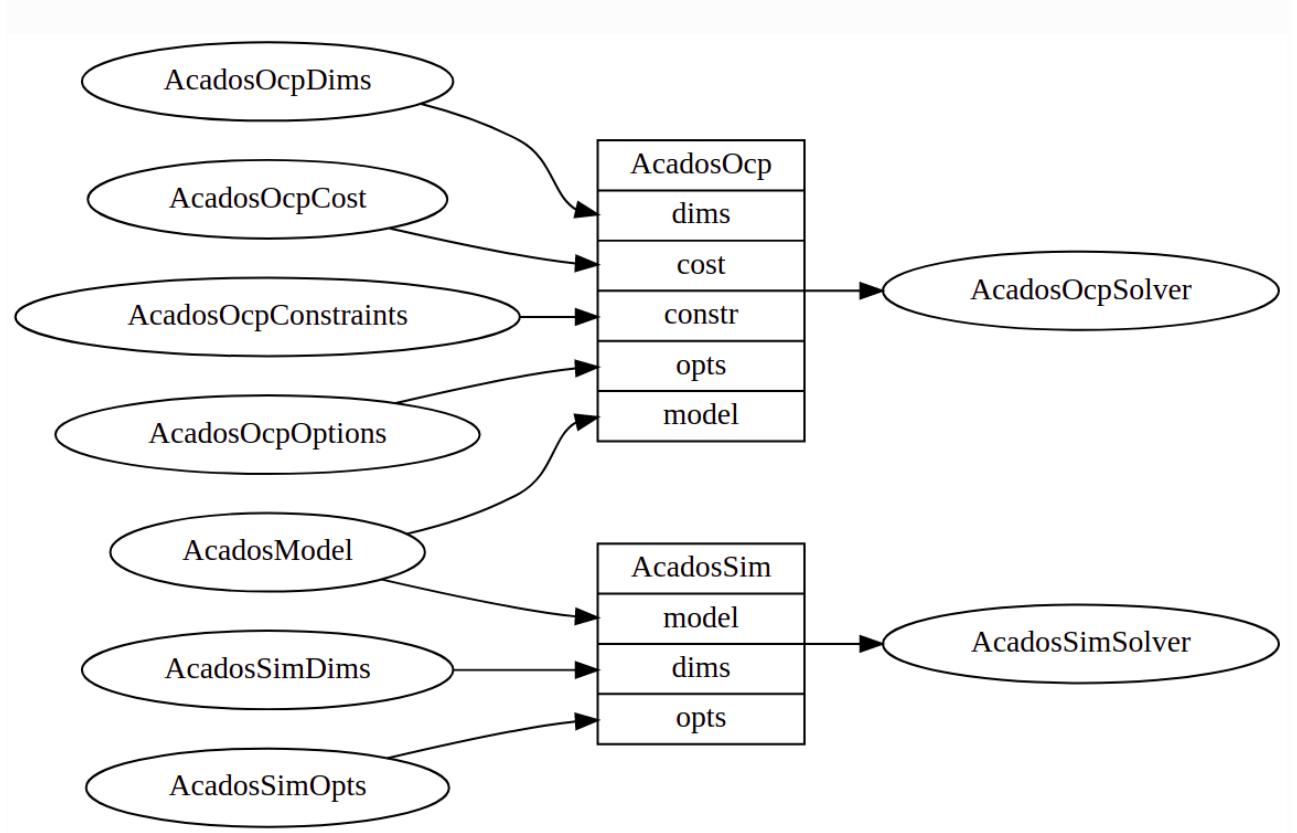 AcadosOcpDims
AcadosOcpCost
AcadosOcpConstraints
AcadosOcpOptions
AcadosModel
AcadosSimDims
AcadosSimOpts
AcadosOcp
dims
cost
constr
opts
model
AcadosSim
model
dims
opts
AcadosOcpSolver
AcadosSimSolver